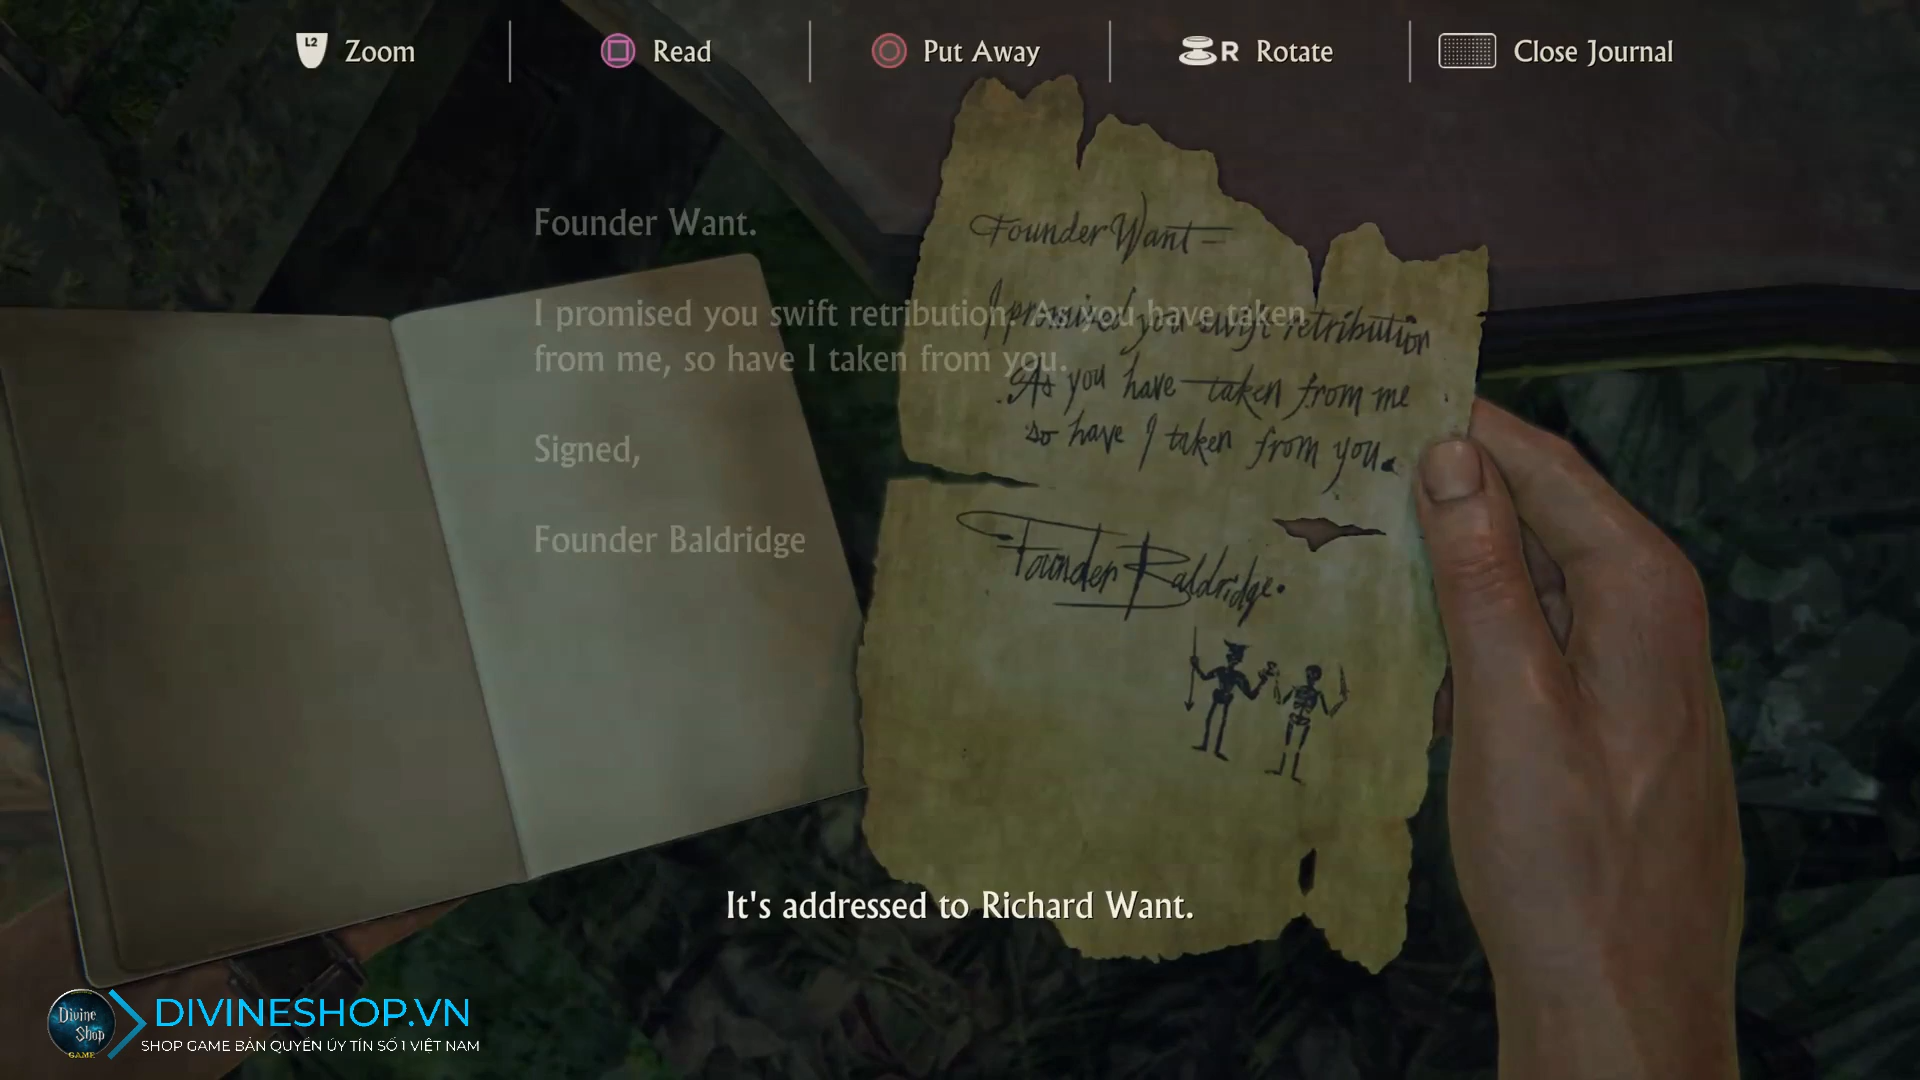 L2 Zoom
Read
Put Away
R Rotate
Close Journal
Founder Want.
I promised you swift retribution. As you have taken
from me, so have I taken from you.
Signed,
Founder Baldridge
Founder Want
I promised you swift retribution
As you have taken from me
so have I taken from you.
Founder Baldridge.
It's addressed to Richard Want.
Divine
Shop
GAME
DIVINESHOP.VN
SHOP GAME BẢN QUYỀN ÚY TÍN SỐ 1 VIỆT NAM